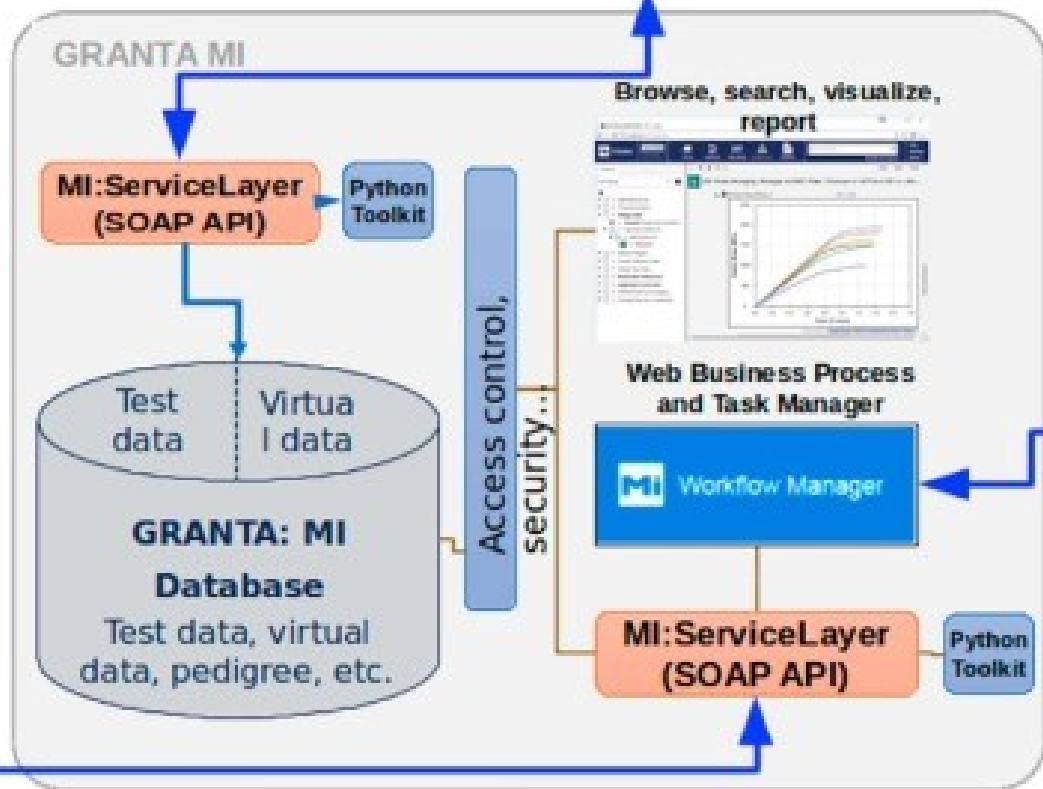 GRANTA MI
Browse, search, visualize,
report
MI:ServiceLayer
(SOAP API)
Python
Toolkit
Test
data
Virtua
l data
GRANTA: MI
Database
Test data, virtual
data, pedigree, etc.
Access control,
security...
Web Business Process
and Task Manager
Mi Workflow Manager
MI:ServiceLayer
(SOAP API)
Python
Toolkit